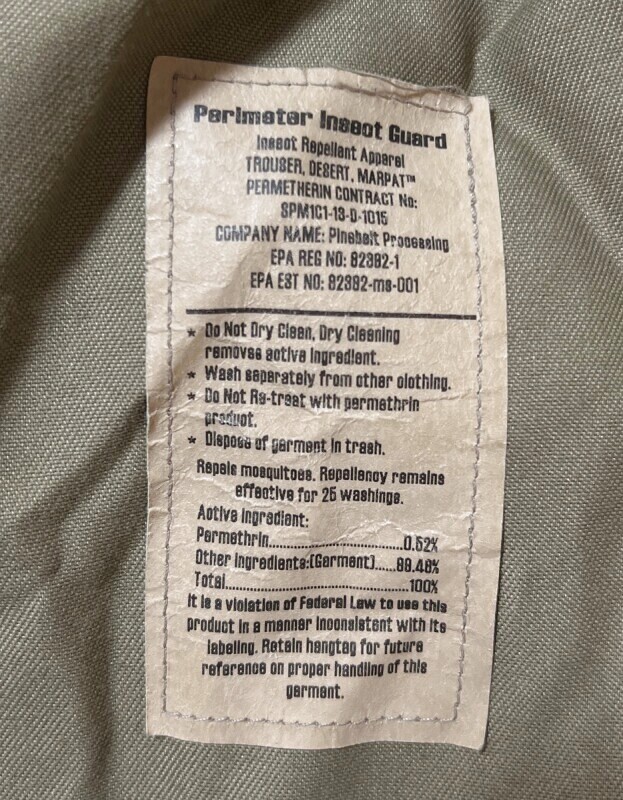 Perimeter Insect Guard
Insect Repellent Apparel
TROUSER, DESERT, MARPAT™
PERMETHERIN CONTRACT No:
SPM1C1-13-D-1015
COMPANY NAME: Pinebelt Processing
EPA REG NO: 82392-1
EPA EST NO: 82392-ms-001
* Do Not Dry Clean, Dry Cleaning
removes active ingredient.
* Wash separately from other clothing.
* Do Not Re-treat with permethrin
product.
* Dispose of garment in trash.
Repels mosquitoes. Repellency remains
effective for 25 washings.
Active Ingredient:
Permethrin..............................0.52%
Other Ingredients:(Garment).....99.48%
Total.........................................100%
It is a violation of Federal Law to use this
product in a manner inconsistent with its
labeling. Retain hangtag for future
reference on proper handling of this
garment.